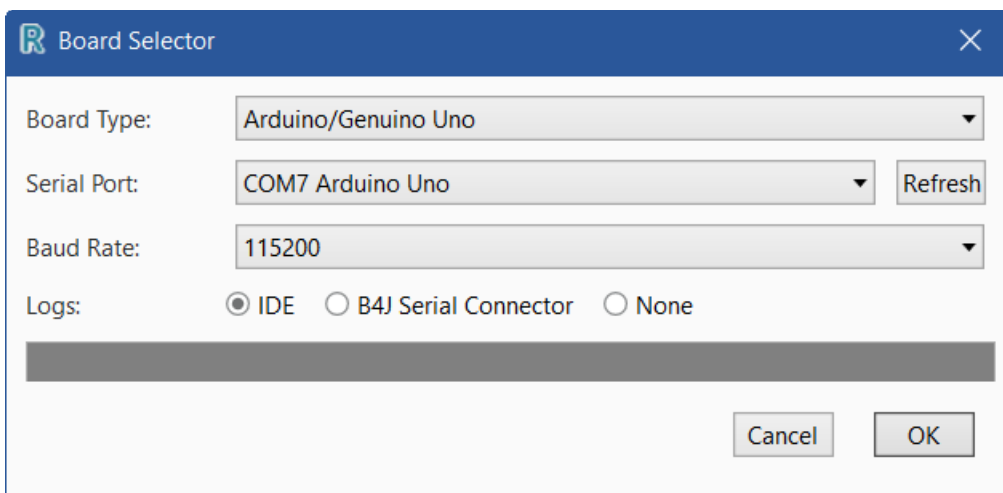 R Board Selector
Board Type: Arduino/Genuino Uno
Serial Port: COM7 Arduino Uno Refresh
Baud Rate: 115200
Logs: IDE B4J Serial Connector None
Cancel OK